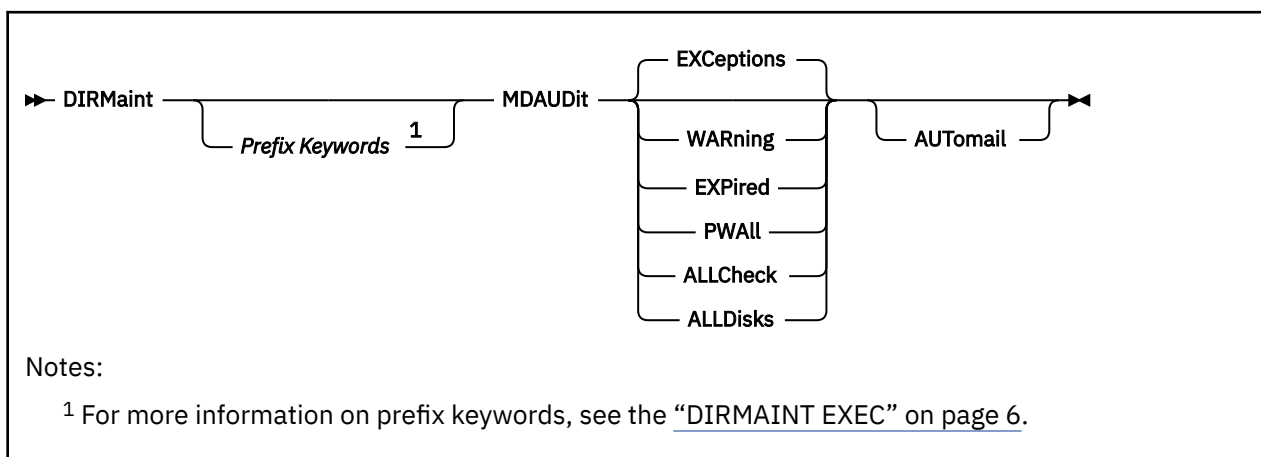 EXCeptions
DIRMaint MDAUDit
Prefix Keywords 1
WARning
AUTomail
EXPired
PWAll
ALLCheck
ALLDisks
Notes:
1 For more information on prefix keywords, see the “DIRMAINT EXEC” on page 6.